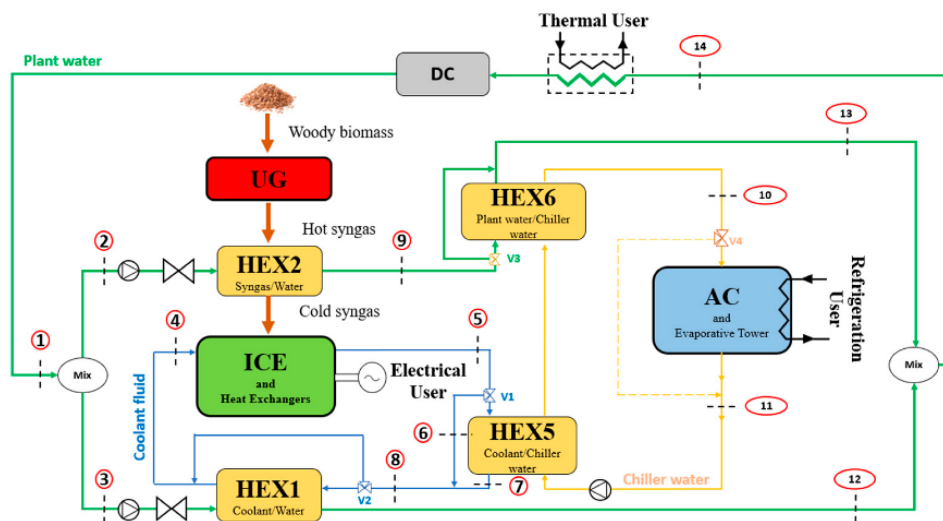 Thermal User
14
Plant water
DC
13
Woody biomass
UG
HEX6
Plant water/Chiller
water
10
Hot syngas
2
9
V3
V4
HEX2
Syngas/Water
AC
and
Evaporative Tower
Refrigeration
User
Cold syngas
1
4
5
Mix
ICE
and
Heat Exchangers
Electrical
User
Mix
V1
11
Coolant fluid
6
HEX5
Coolant/Chiller
water
8
7
3
HEX1
Coolant/Water
V2
Chiller water
12